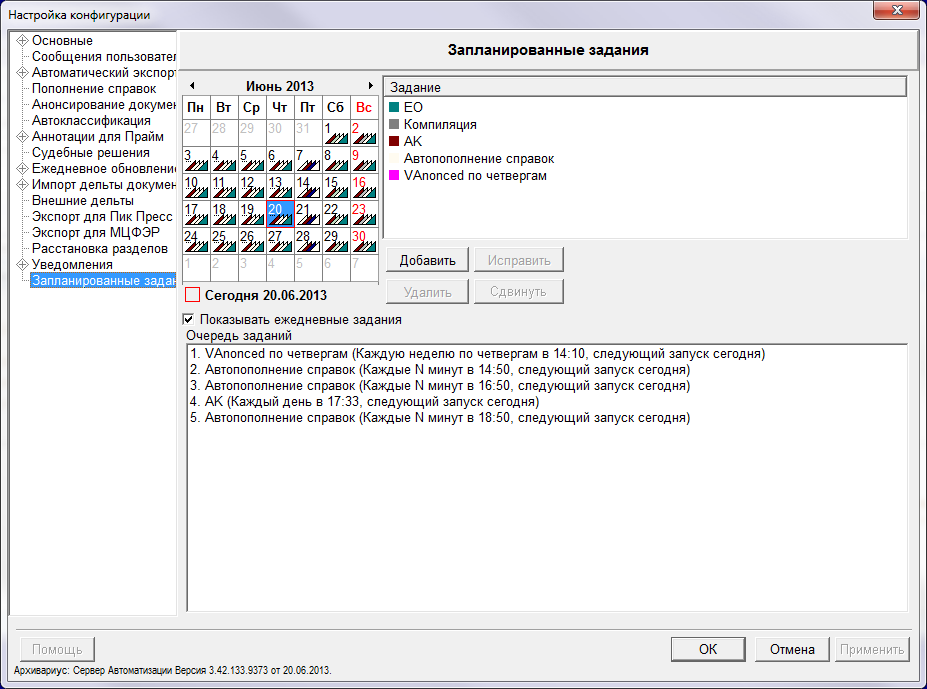 Настройка конфигурации
Основные
Сообщения пользовател
Автоматический экспорт
Пополнение справок
Анонсирование докумен
Автоклассификация
Аннотации для Прайм
Судебные решения
Ежедневное обновлени
Импорт дельты докумен
Внешние дельты
Экспорт для Пик Пресс
Экспорт для МЦФЭР
Расстановка разделов
Уведомления
Запланированные задан
Запланированные задания
Июнь 2013
Пн Вт Ср Чт Пт Сб Вс
27 28 29 30 31 1 2
3 4 5 6 7 8 9
10 11 12 13 14 15 16
17 18 19 20 21 22 23
24 25 26 27 28 29 30
1 2 3 4 5 6 7
Сегодня 20.06.2013
Задание
ЕО
Компиляция
АК
Автопополнение справок
VAnonced по четвергам
Добавить Исправить
Удалить Сдвинуть
Показывать ежедневные задания
Очередь заданий
1. VAnonced по четвергам (Каждую неделю по четвергам в 14:10, следующий запуск сегодня)
2. Автопополнение справок (Каждые N минут в 14:50, следующий запуск сегодня)
3. Автопополнение справок (Каждые N минут в 16:50, следующий запуск сегодня)
4. АК (Каждый день в 17:33, следующий запуск сегодня)
5. Автопополнение справок (Каждые N минут в 18:50, следующий запуск сегодня)
Помощь OK Отмена Применить
Архивариус: Сервер Автоматизации Версия 3.42.133.9373 от 20.06.2013.